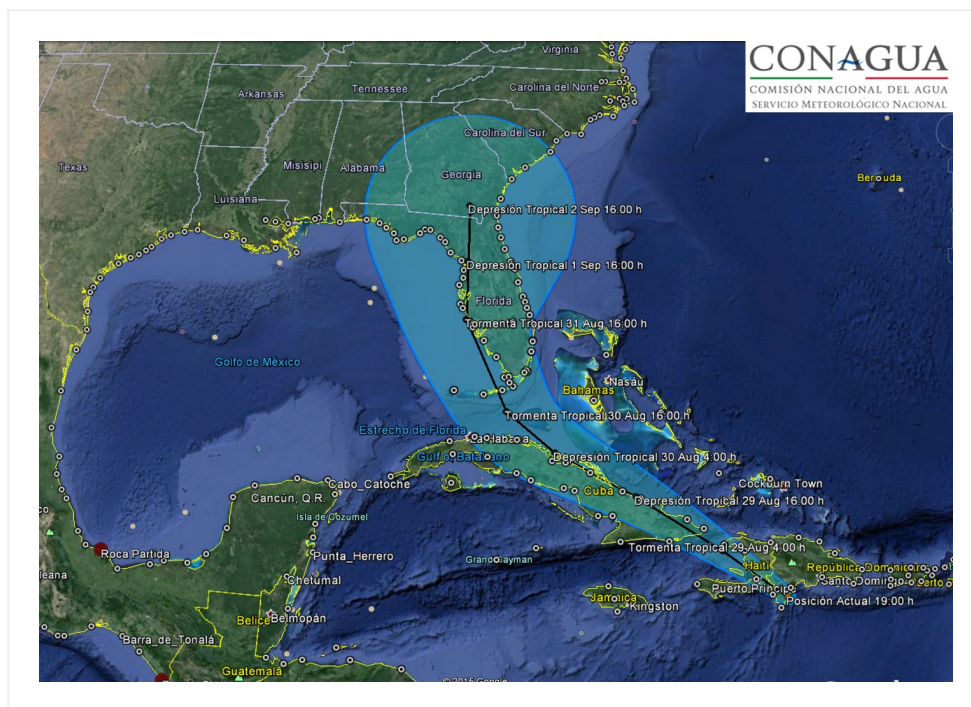 CONAGUA
COMISIÓN NACIONAL DEL AGUA
SERVICIO METEOROLÓGICO NACIONAL
Virginia
Arkansas
Tennessee
Carolina del Norte
Carolina del Sur
Texas
Misisipi
Alabama
Georgia
Luisiana
Bermuda
Depresión Tropical 2 Sep 16:00 h
Depresión Tropical 1 Sep 16:00 h
Florida
Tormenta Tropical 31 Aug 16:00 h
Golfo de México
Nasáu
Bahamas
Tormenta Tropical 30 Aug 16:00 h
Estrecho de Florida
Depresión Tropical 30 Aug 4:00 h
Cabo_Catoche
Cockburn Town
Cancún, Q.R.
Cuba
Depresión Tropical 29 Aug 16:00 h
Isla de Cozumel
Tormenta Tropical 29 Aug 4:00 h
Roca Partida
Punta_Herrero
Haití
República Dominicana
Santo Domingo
Chetumal
Puerto Príncipe
Jamaica
Kingston
Posición Actual 19:00 h
Belice
Belmopán
Barra_de_Tonalá
Guatemala